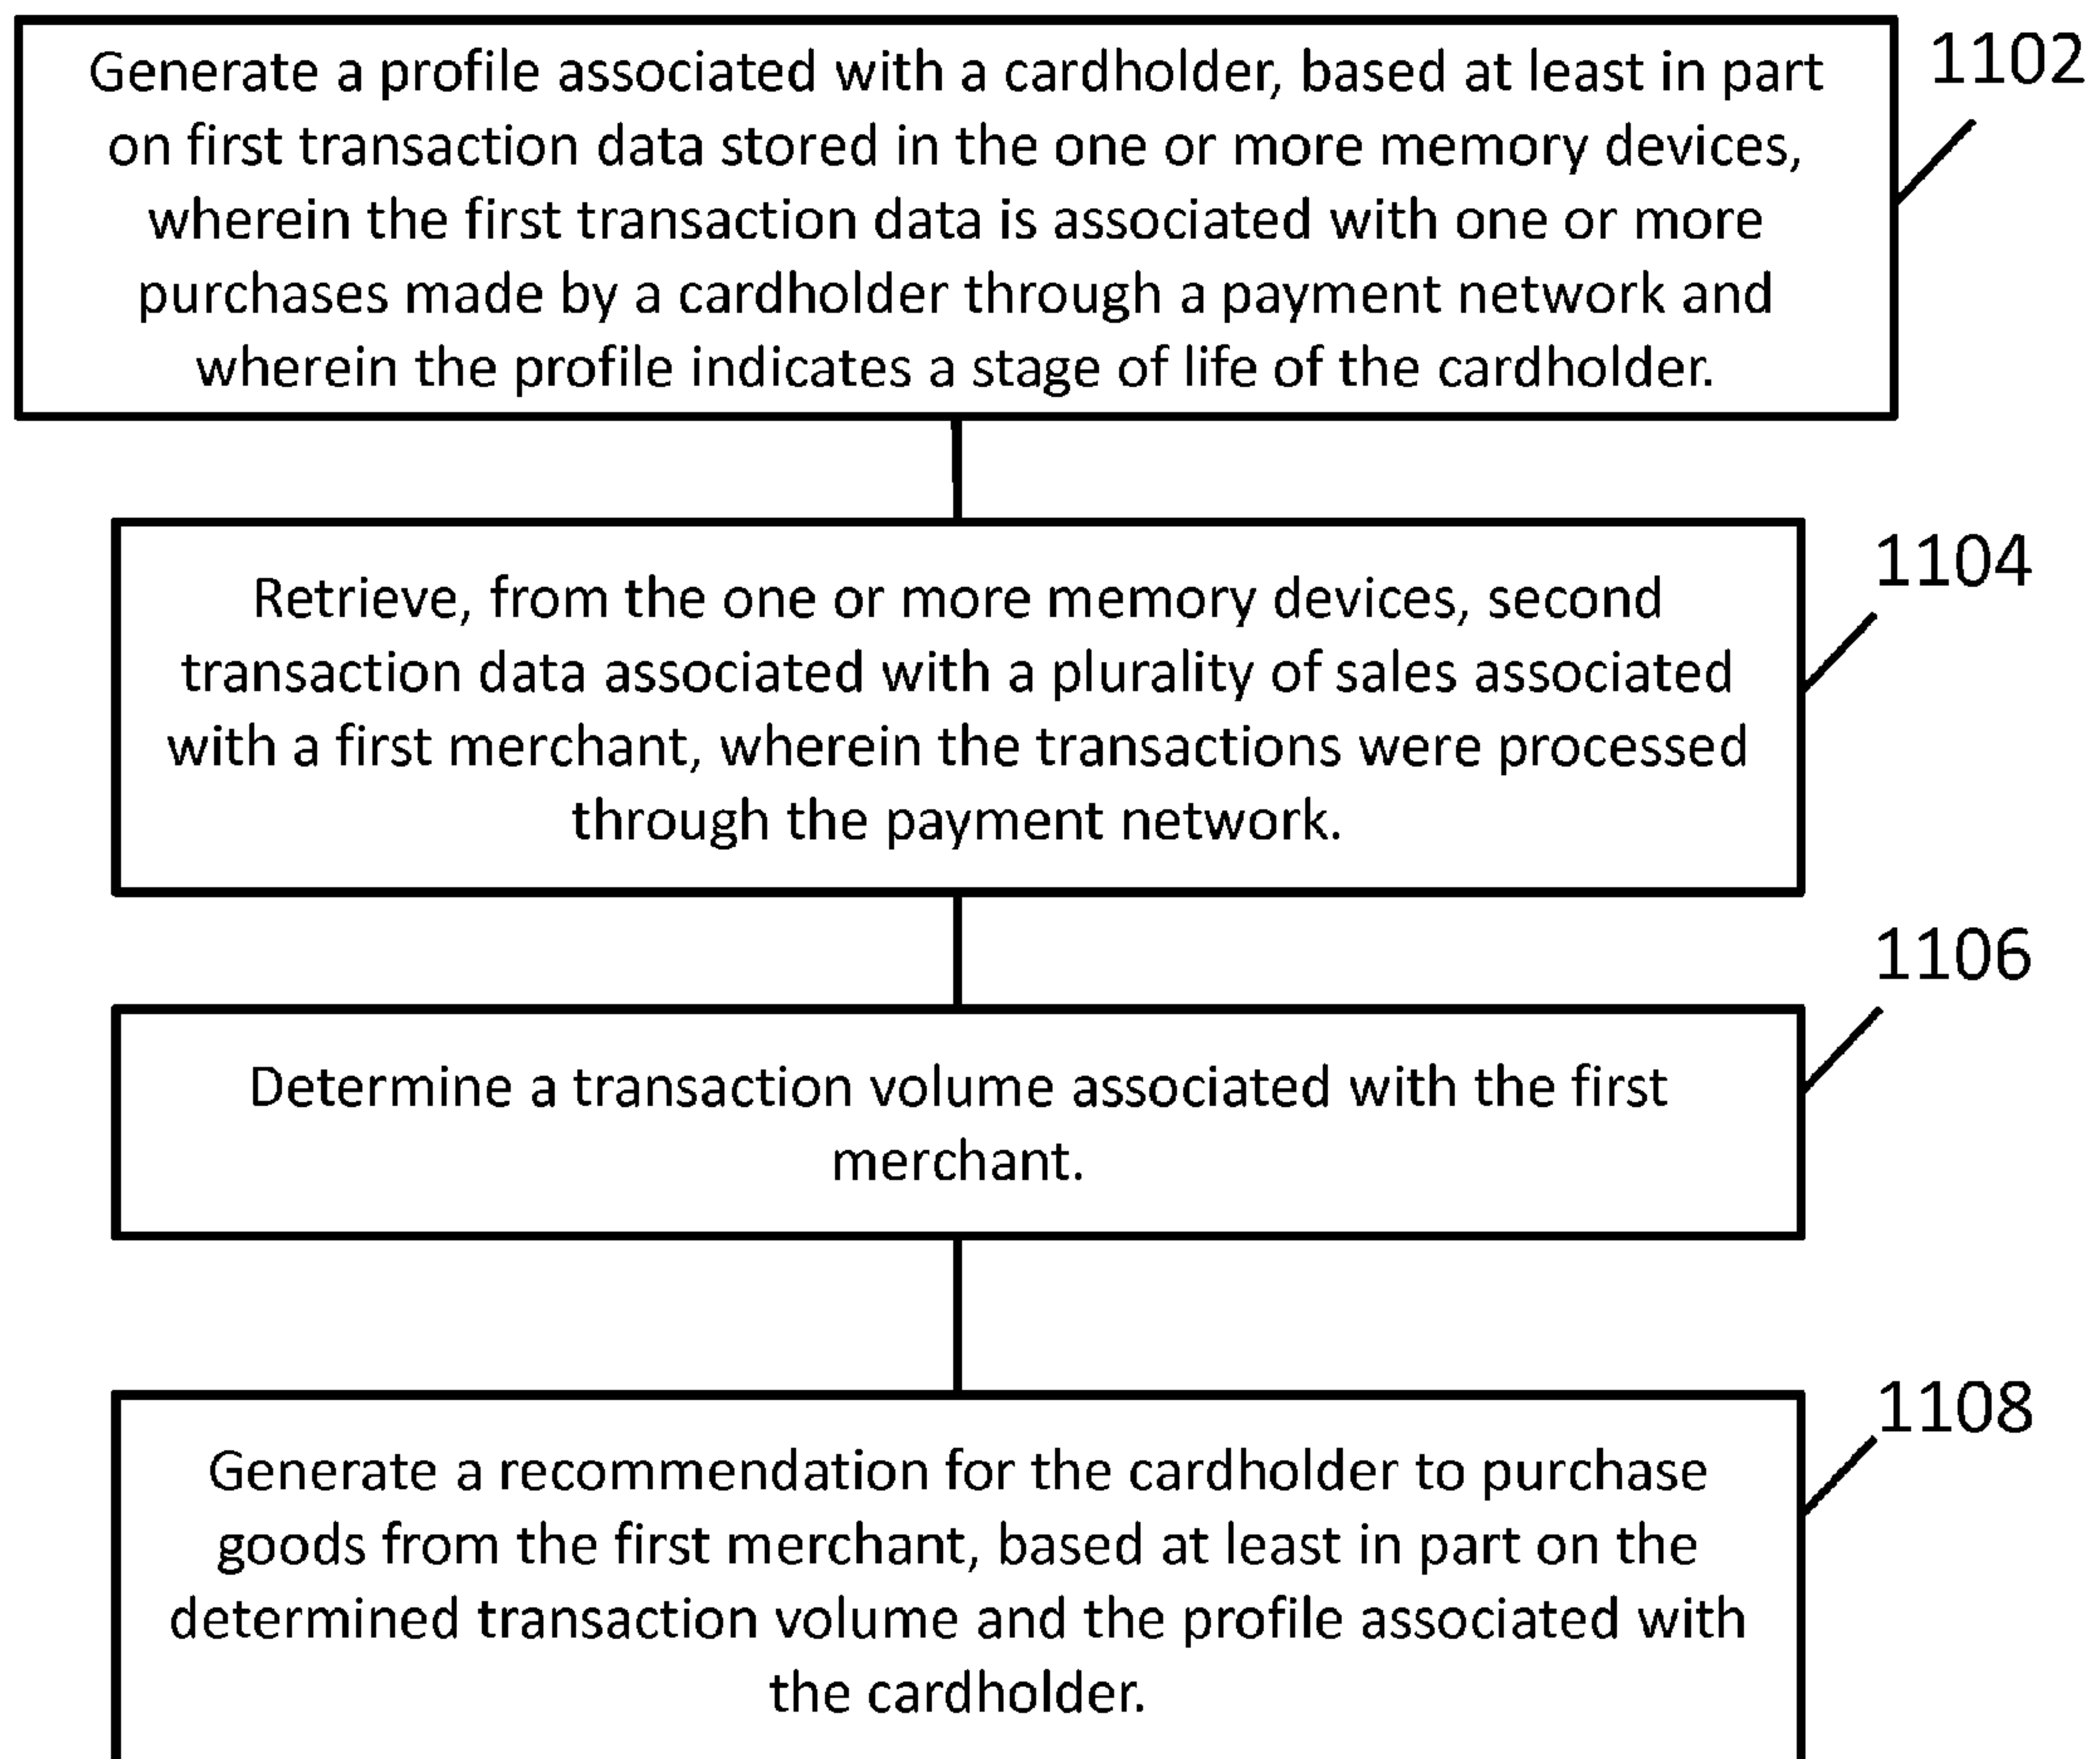 Generate a profile associated with a cardholder, based at least in part
1102
on first transaction data stored in the one or more memory devices,
wherein the first transaction data is associated with one or more
purchases made by a cardholder through a payment network and
wherein the profile indicates a stage of life of the cardholder.
1104
Retrieve, from the one or more memory devices, second
transaction data associated with a plurality of sales associated
with a first merchant, wherein the transactions were processed
through the payment network.
1106
Determine a transaction volume associated with the first
merchant.
1108
Generate a recommendation for the cardholder to purchase
goods from the first merchant, based at least in part on the
determined transaction volume and the profile associated with
the cardholder.